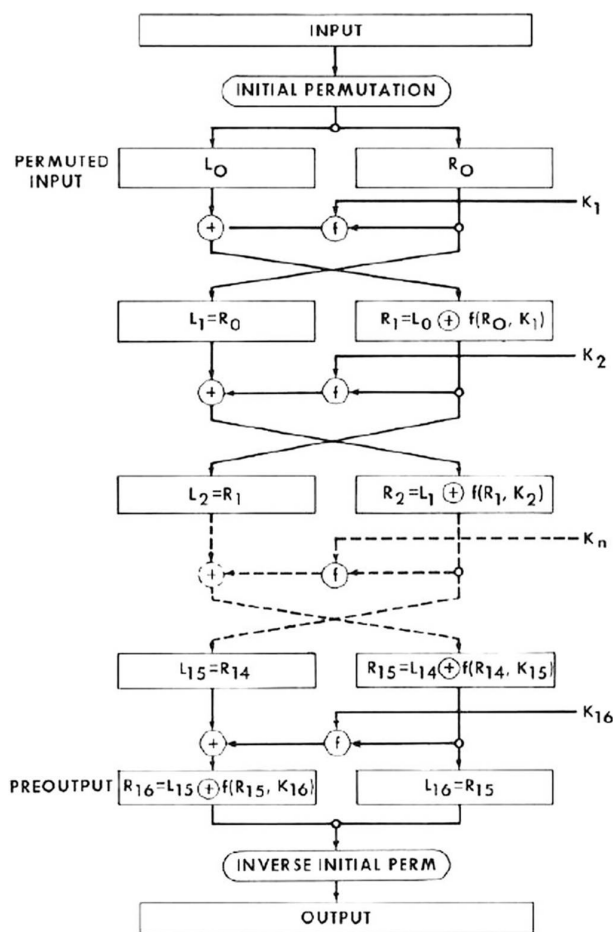 INPUT
INITIAL PERMUTATION
PERMUTED
INPUT
L0
R0
+
f
K1
L1=R0
R1=L0 + f(R0, K1)
+
f
K2
L2=R1
R2=L1 + f(R1, K2)
+
f
Kn
L15=R14
R15=L14 + f(R14, K15)
+
f
K16
PREOUTPUT
R16=L15 + f(R15, K16)
L16=R15
INVERSE INITIAL PERM
OUTPUT